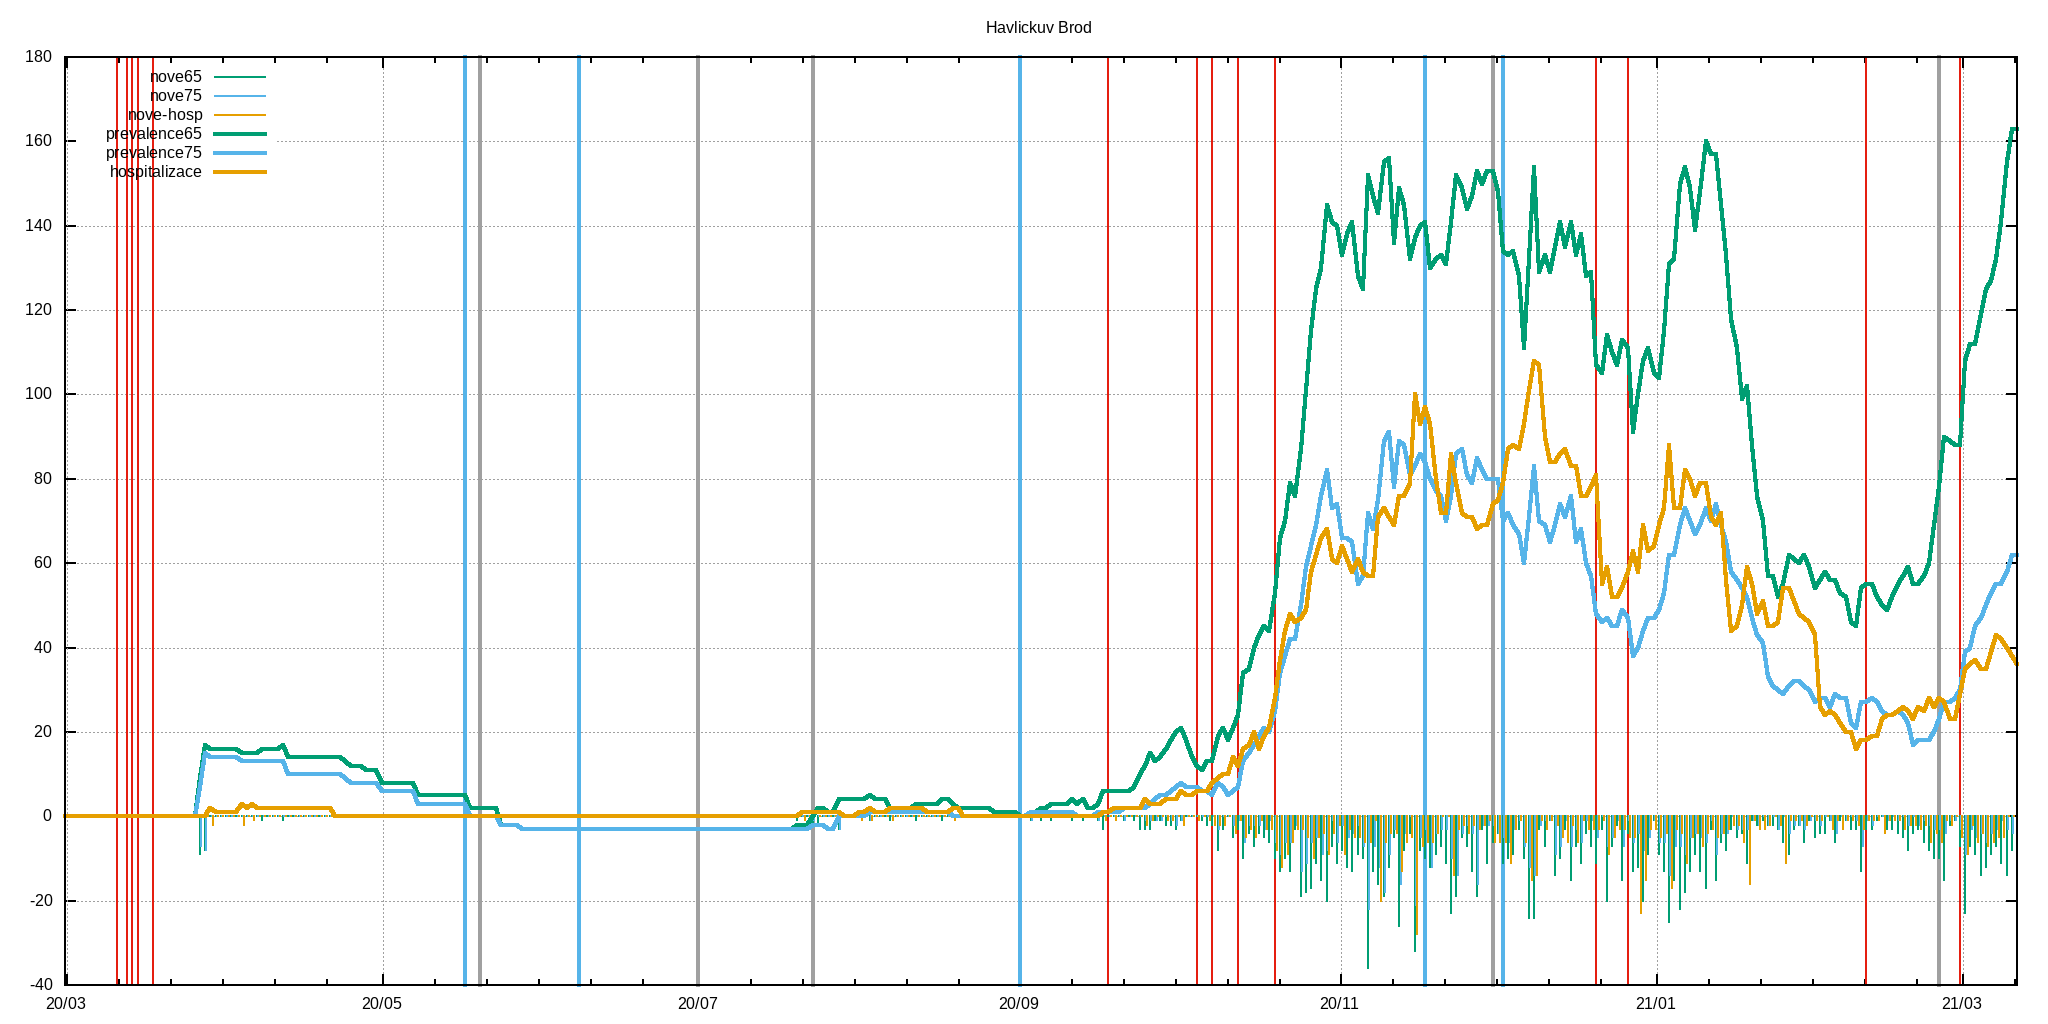 Havlickuv Brod
180
160
140
120
100
80
60
40
20
0
-20
-40
nove65
nove75
nove-hosp
prevalence65
prevalence75
hospitalizace
20/03 20/05 20/07 20/09 20/11 21/01 21/03